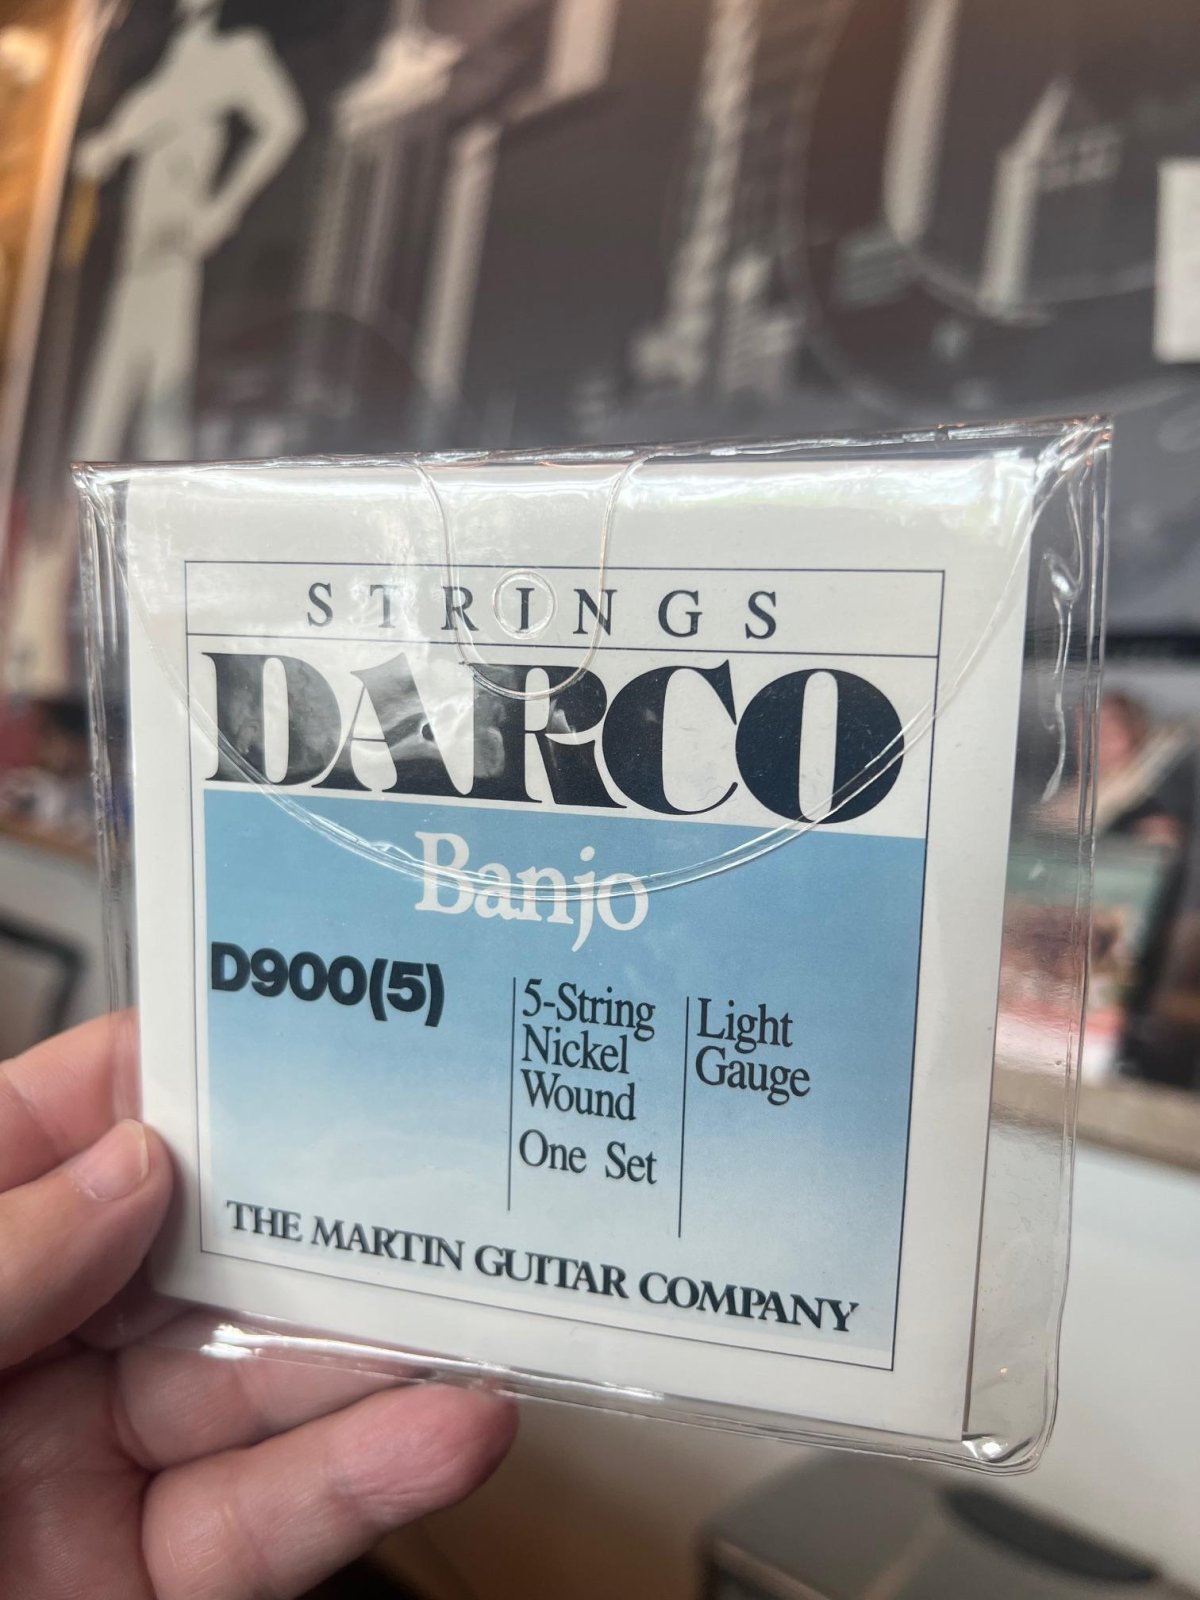 STRINGS
DARCO
Banjo
D900(5)
5-String
Nickel
Wound
One Set
Light
Gauge
THE MARTIN GUITAR COMPANY